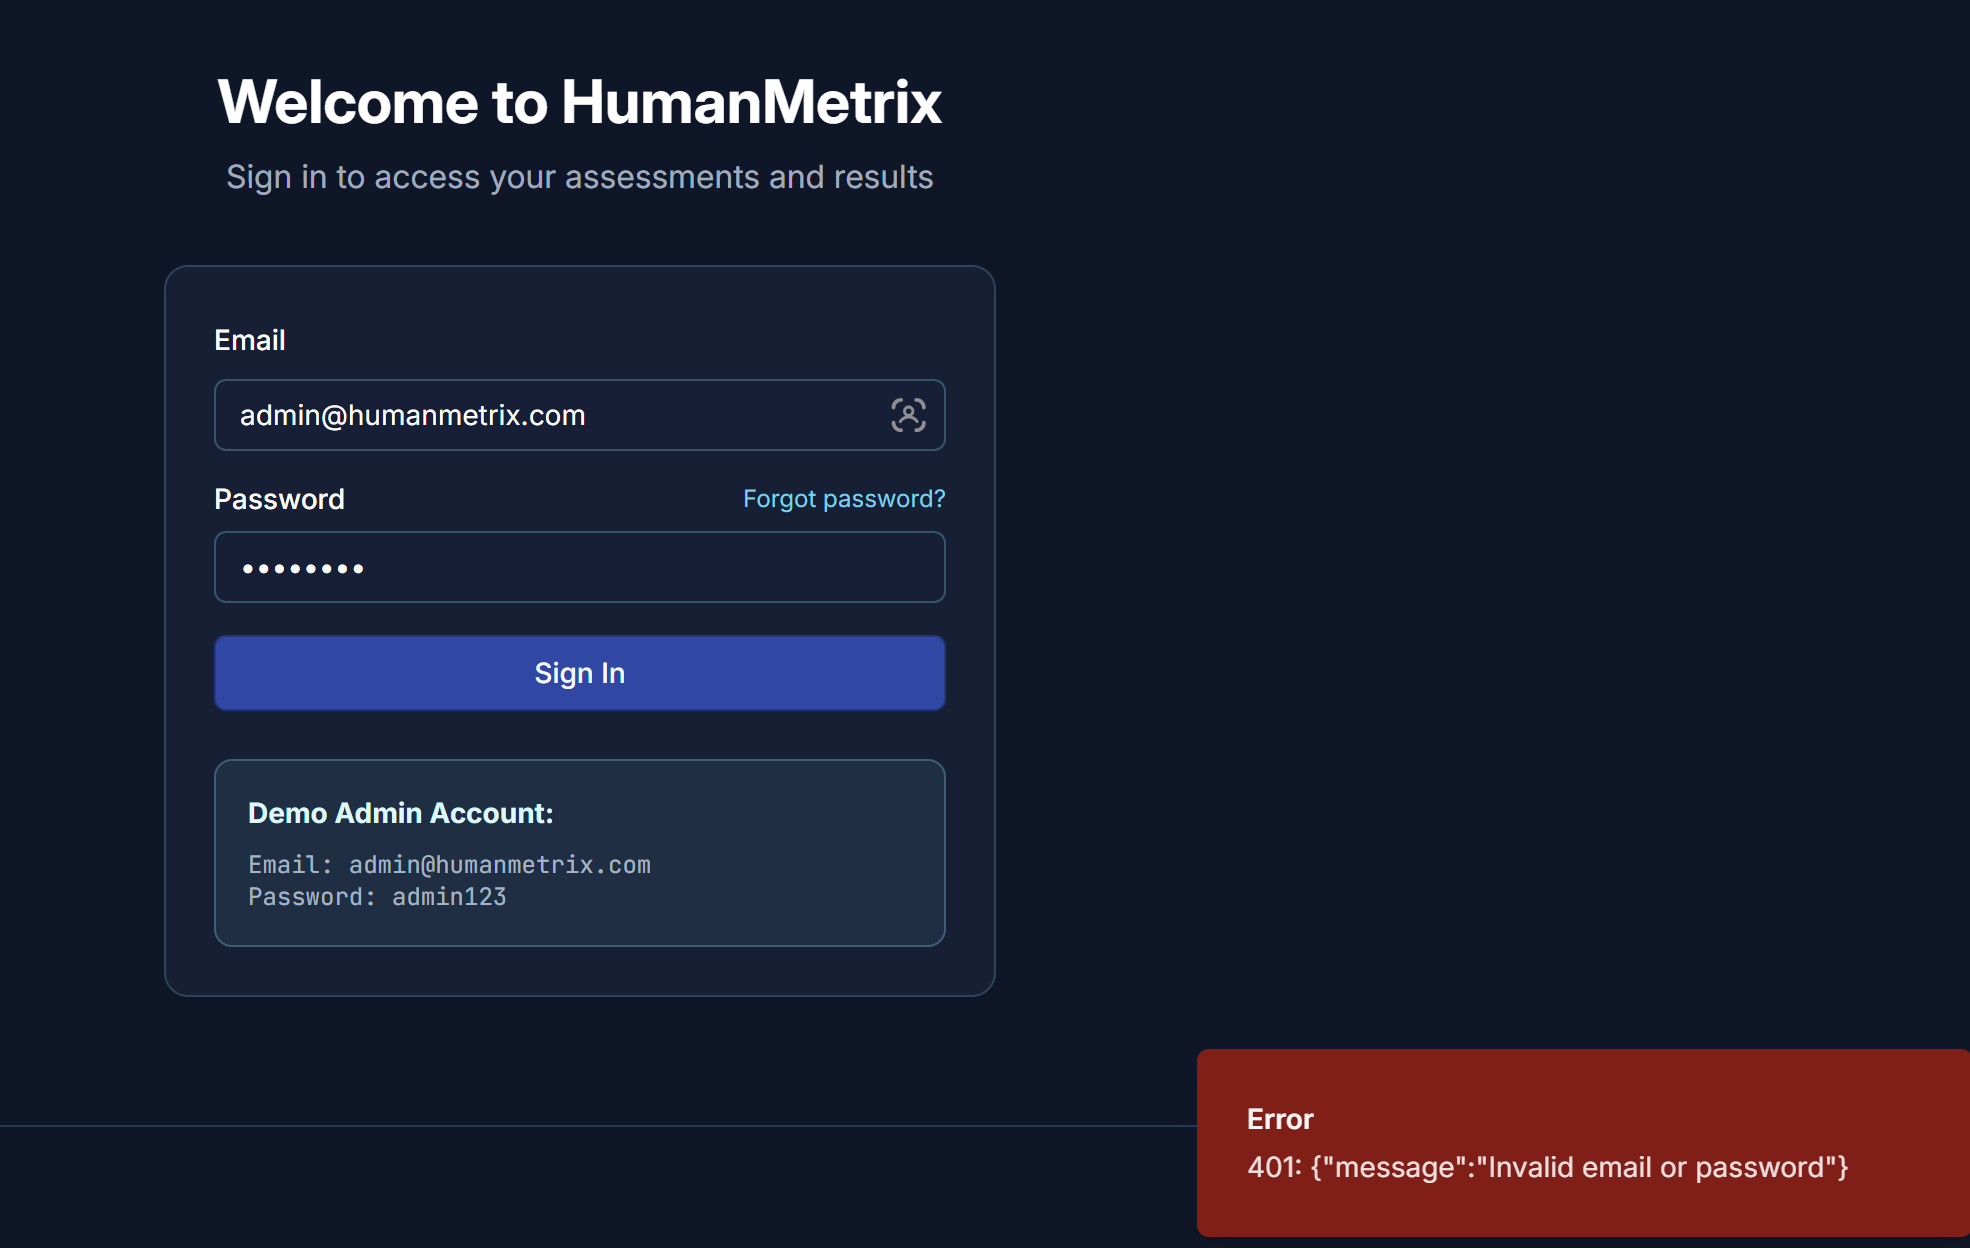 Welcome to HumanMetrix
Sign in to access your assessments and results
Email
admin@humanmetrix.com
Password
Forgot password?
••••••••
Sign In
Demo Admin Account:
Email: admin@humanmetrix.com
Password: admin123
Error
401: {"message":"Invalid email or password"}